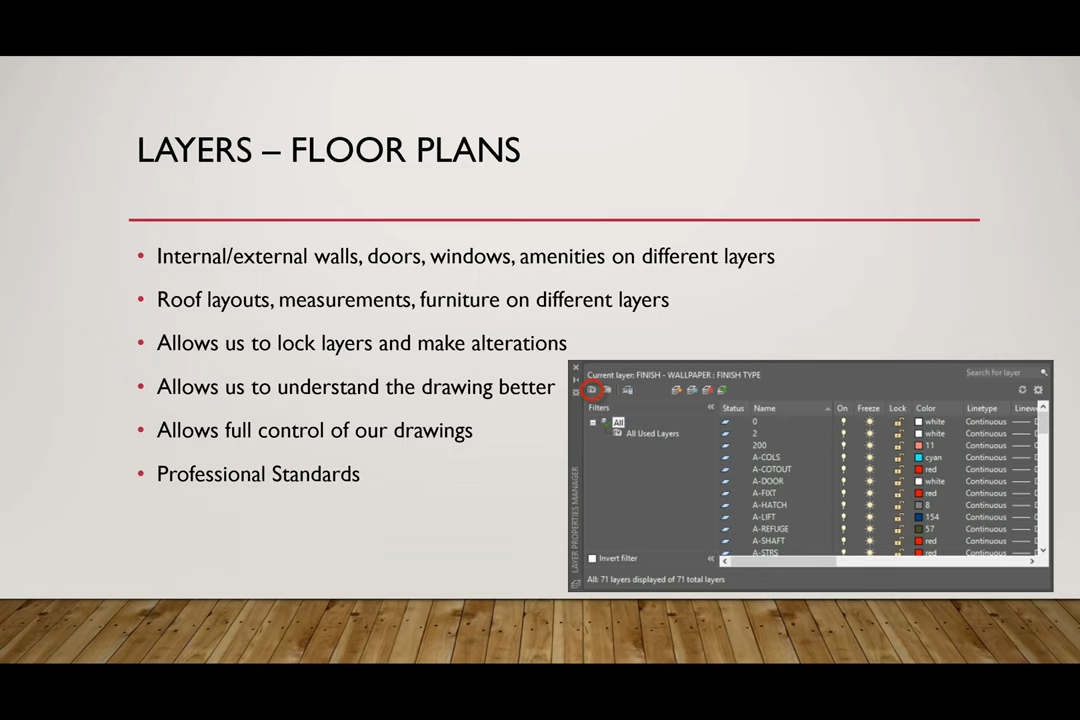 LAYERS – FLOOR PLANS
• Internal/external walls, doors, windows, amenities on different layers
• Roof layouts, measurements, furniture on different layers
• Allows us to lock layers and make alterations
• Allows us to understand the drawing better
• Allows full control of our drawings
• Professional Standards
Current layer: FINISH - WALLPAPER : FINISH TYPE
Search for layer
Filters
All
All Used Layers
Invert filter
Status Name On Freeze Lock Color Linetype Linew
0 white Continuous
2 white Continuous
200 11 Continuous
A-COLS cyan Continuous
A-COTOUT red Continuous
A-DOOR white Continuous
A-FIXT red Continuous
A-HATCH 8 Continuous
A-LIFT 154 Continuous
A-REFUGE 57 Continuous
A-SHAFT red Continuous
A-STRS red Continuous
All: 71 layers displayed of 71 total layers
LAYER PROPERTIES MANAGER